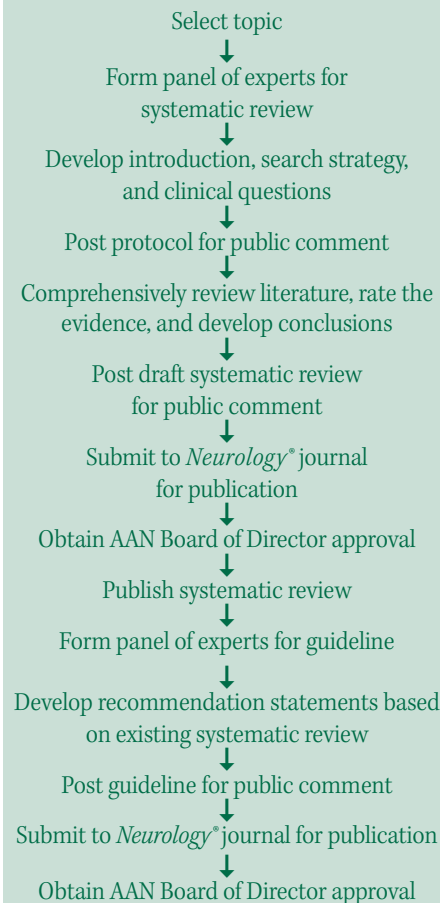 Select topic
Form panel of experts for
systematic review
Develop introduction, search strategy,
and clinical questions
Post protocol for public comment
Comprehensively review literature, rate the
evidence, and develop conclusions
Post draft systematic review
for public comment
Submit to Neurology® journal
for publication
Obtain AAN Board of Director approval
Publish systematic review
Form panel of experts for guideline
Develop recommendation statements based
on existing systematic review
Post guideline for public comment
Submit to Neurology® journal for publication
Obtain AAN Board of Director approval